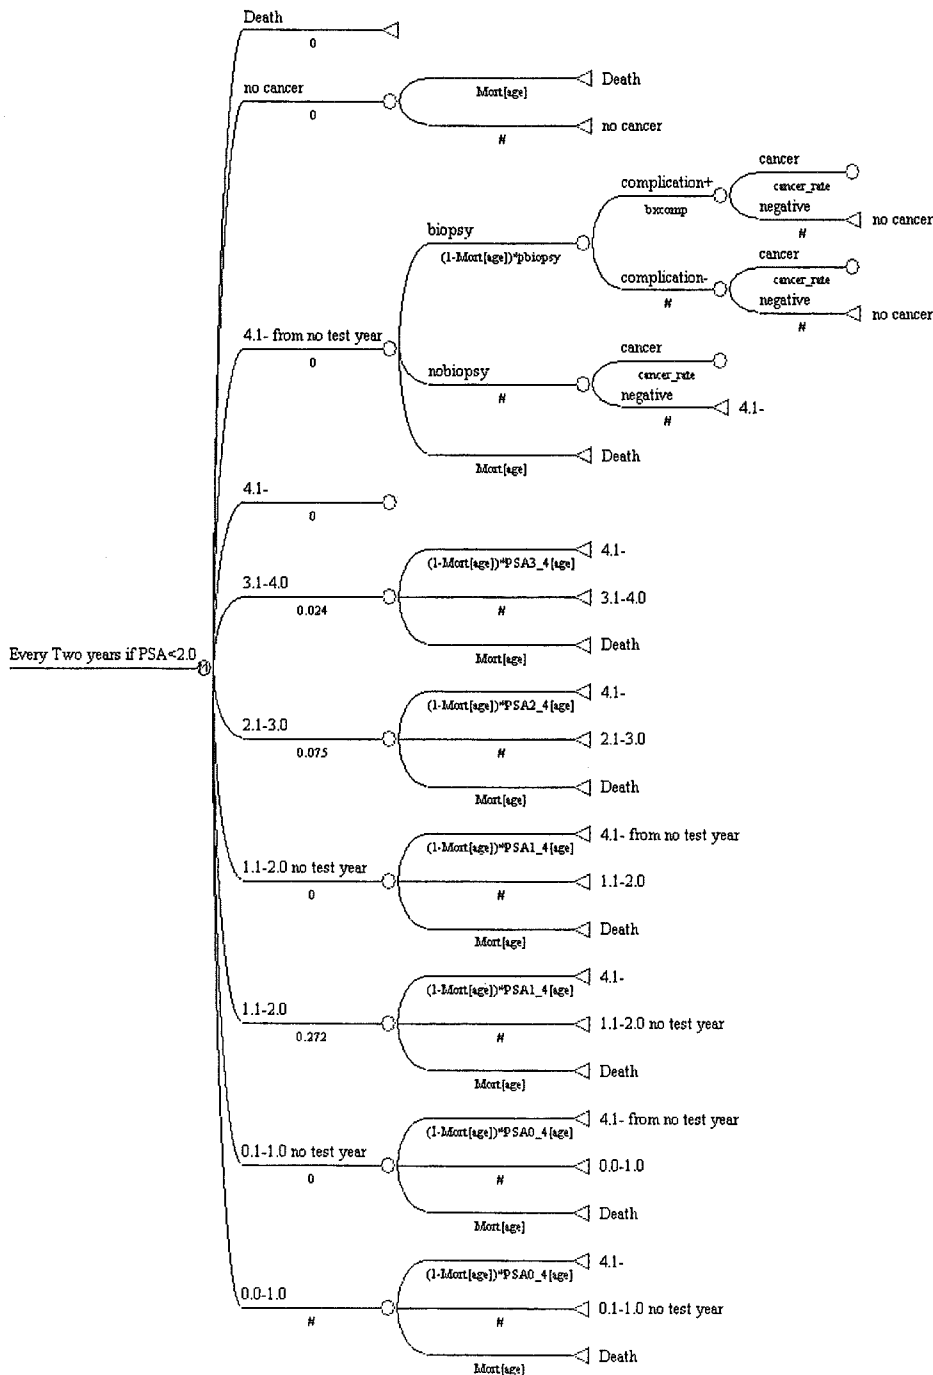 Death
0
no cancer
0
Death
Mort[age]
#
no cancer
4.1- from no test year
0
biopsy
(1-Mort[age])*pbiopsy
complication+
bxcomp
cancer
cancer_rate
negative
#
no cancer
complication-
#
cancer
cancer_rate
negative
#
no cancer
nobiopsy
#
cancer
cancer_rate
negative
#
4.1-
Death
Mort[age]
4.1-
0
3.1-4.0
0.024
4.1-
(1-Mort[age])*PSA3_4[age]
3.1-4.0
#
Death
Mort[age]
Every Two years if PSA<2.0
2.1-3.0
0.075
4.1-
(1-Mort[age])*PSA2_4[age]
2.1-3.0
#
Death
Mort[age]
1.1-2.0 no test year
0
4.1- from no test year
(1-Mort[age])*PSA1_4[age]
1.1-2.0
#
Death
Mort[age]
1.1-2.0
0.272
4.1-
(1-Mort[age])*PSA1_4[age]
1.1-2.0 no test year
#
Death
Mort[age]
0.1-1.0 no test year
0
4.1- from no test year
(1-Mort[age])*PSA0_4[age]
0.0-1.0
#
Death
Mort[age]
0.0-1.0
#
4.1-
(1-Mort[age])*PSA0_4[age]
0.1-1.0 no test year
#
Death
Mort[age]